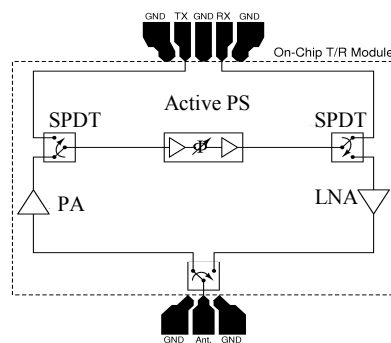 GND TX GND RX GND
On-Chip T/R Module
SPDT
Active PS
SPDT
Φ
PA
LNA
GND Ant. GND